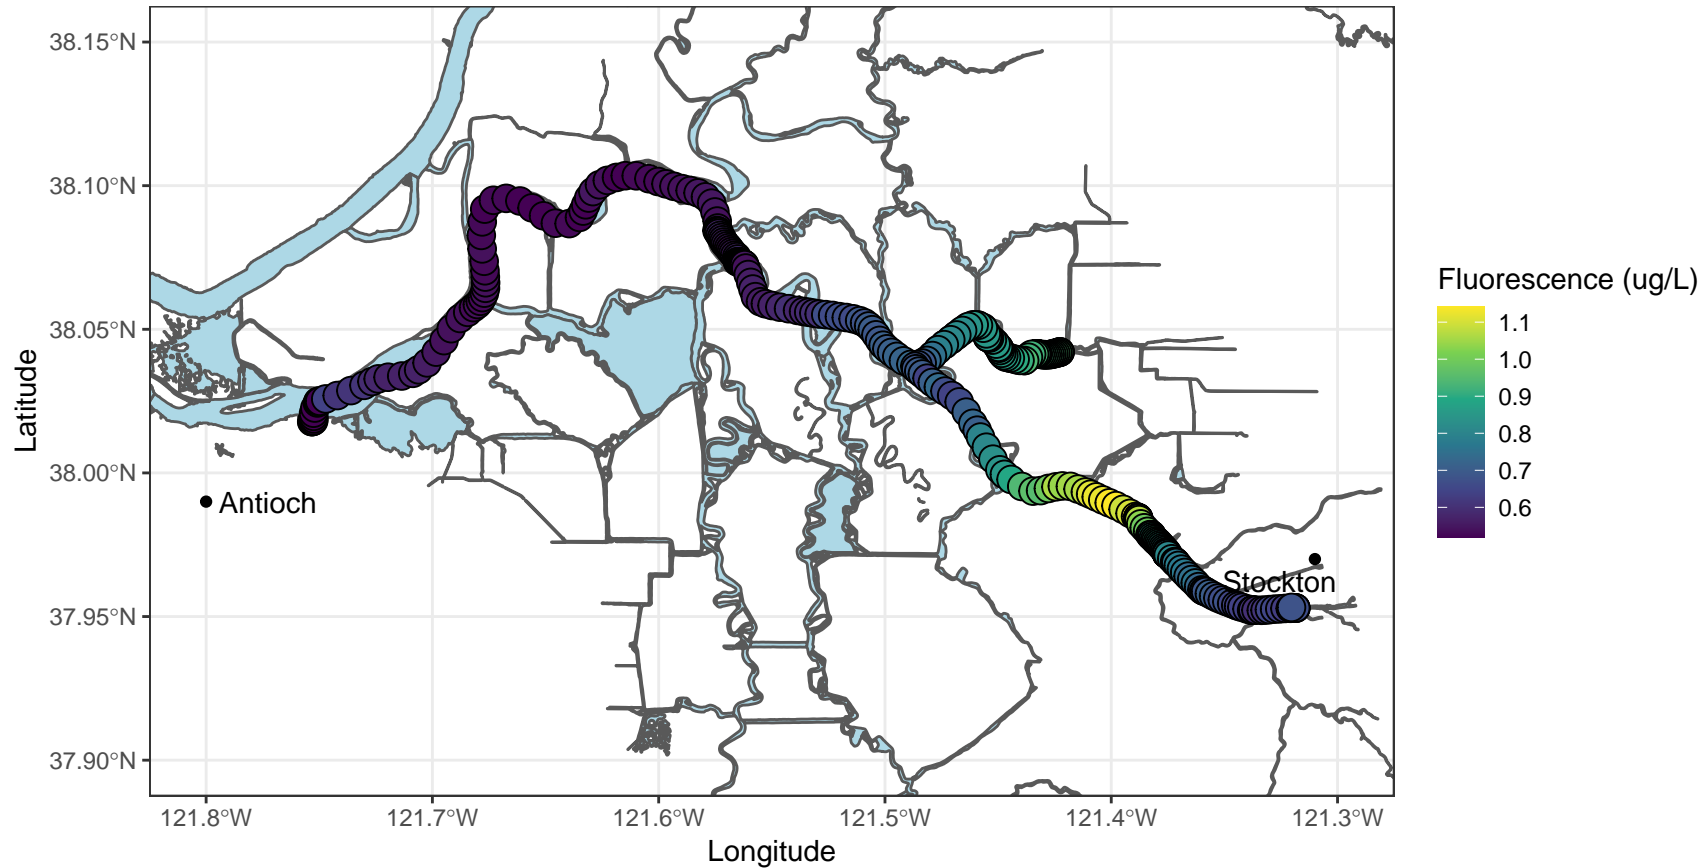 38.15°N
38.10°N
38.05°N
38.00°N
37.95°N
37.90°N
Latitude
Antioch
Stockton
121.8°W
121.7°W
121.6°W
121.5°W
121.4°W
121.3°W
Longitude
Fluorescence (ug/L)
1.1
1.0
0.9
0.8
0.7
0.6